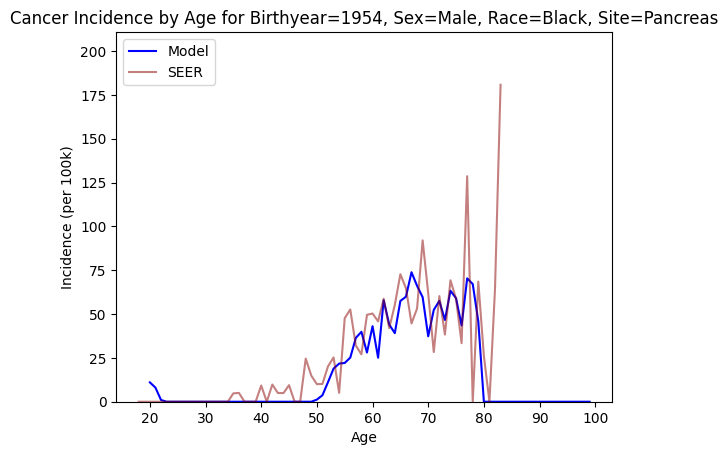 Cancer Incidence by Age for Birthyear=1954, Sex=Male, Race=Black, Site=Pancreas
Incidence (per 100k)
200
175
150
125
100
75
50
25
0
Model
SEER
20 30 40 50 60 70 80 90 100
Age